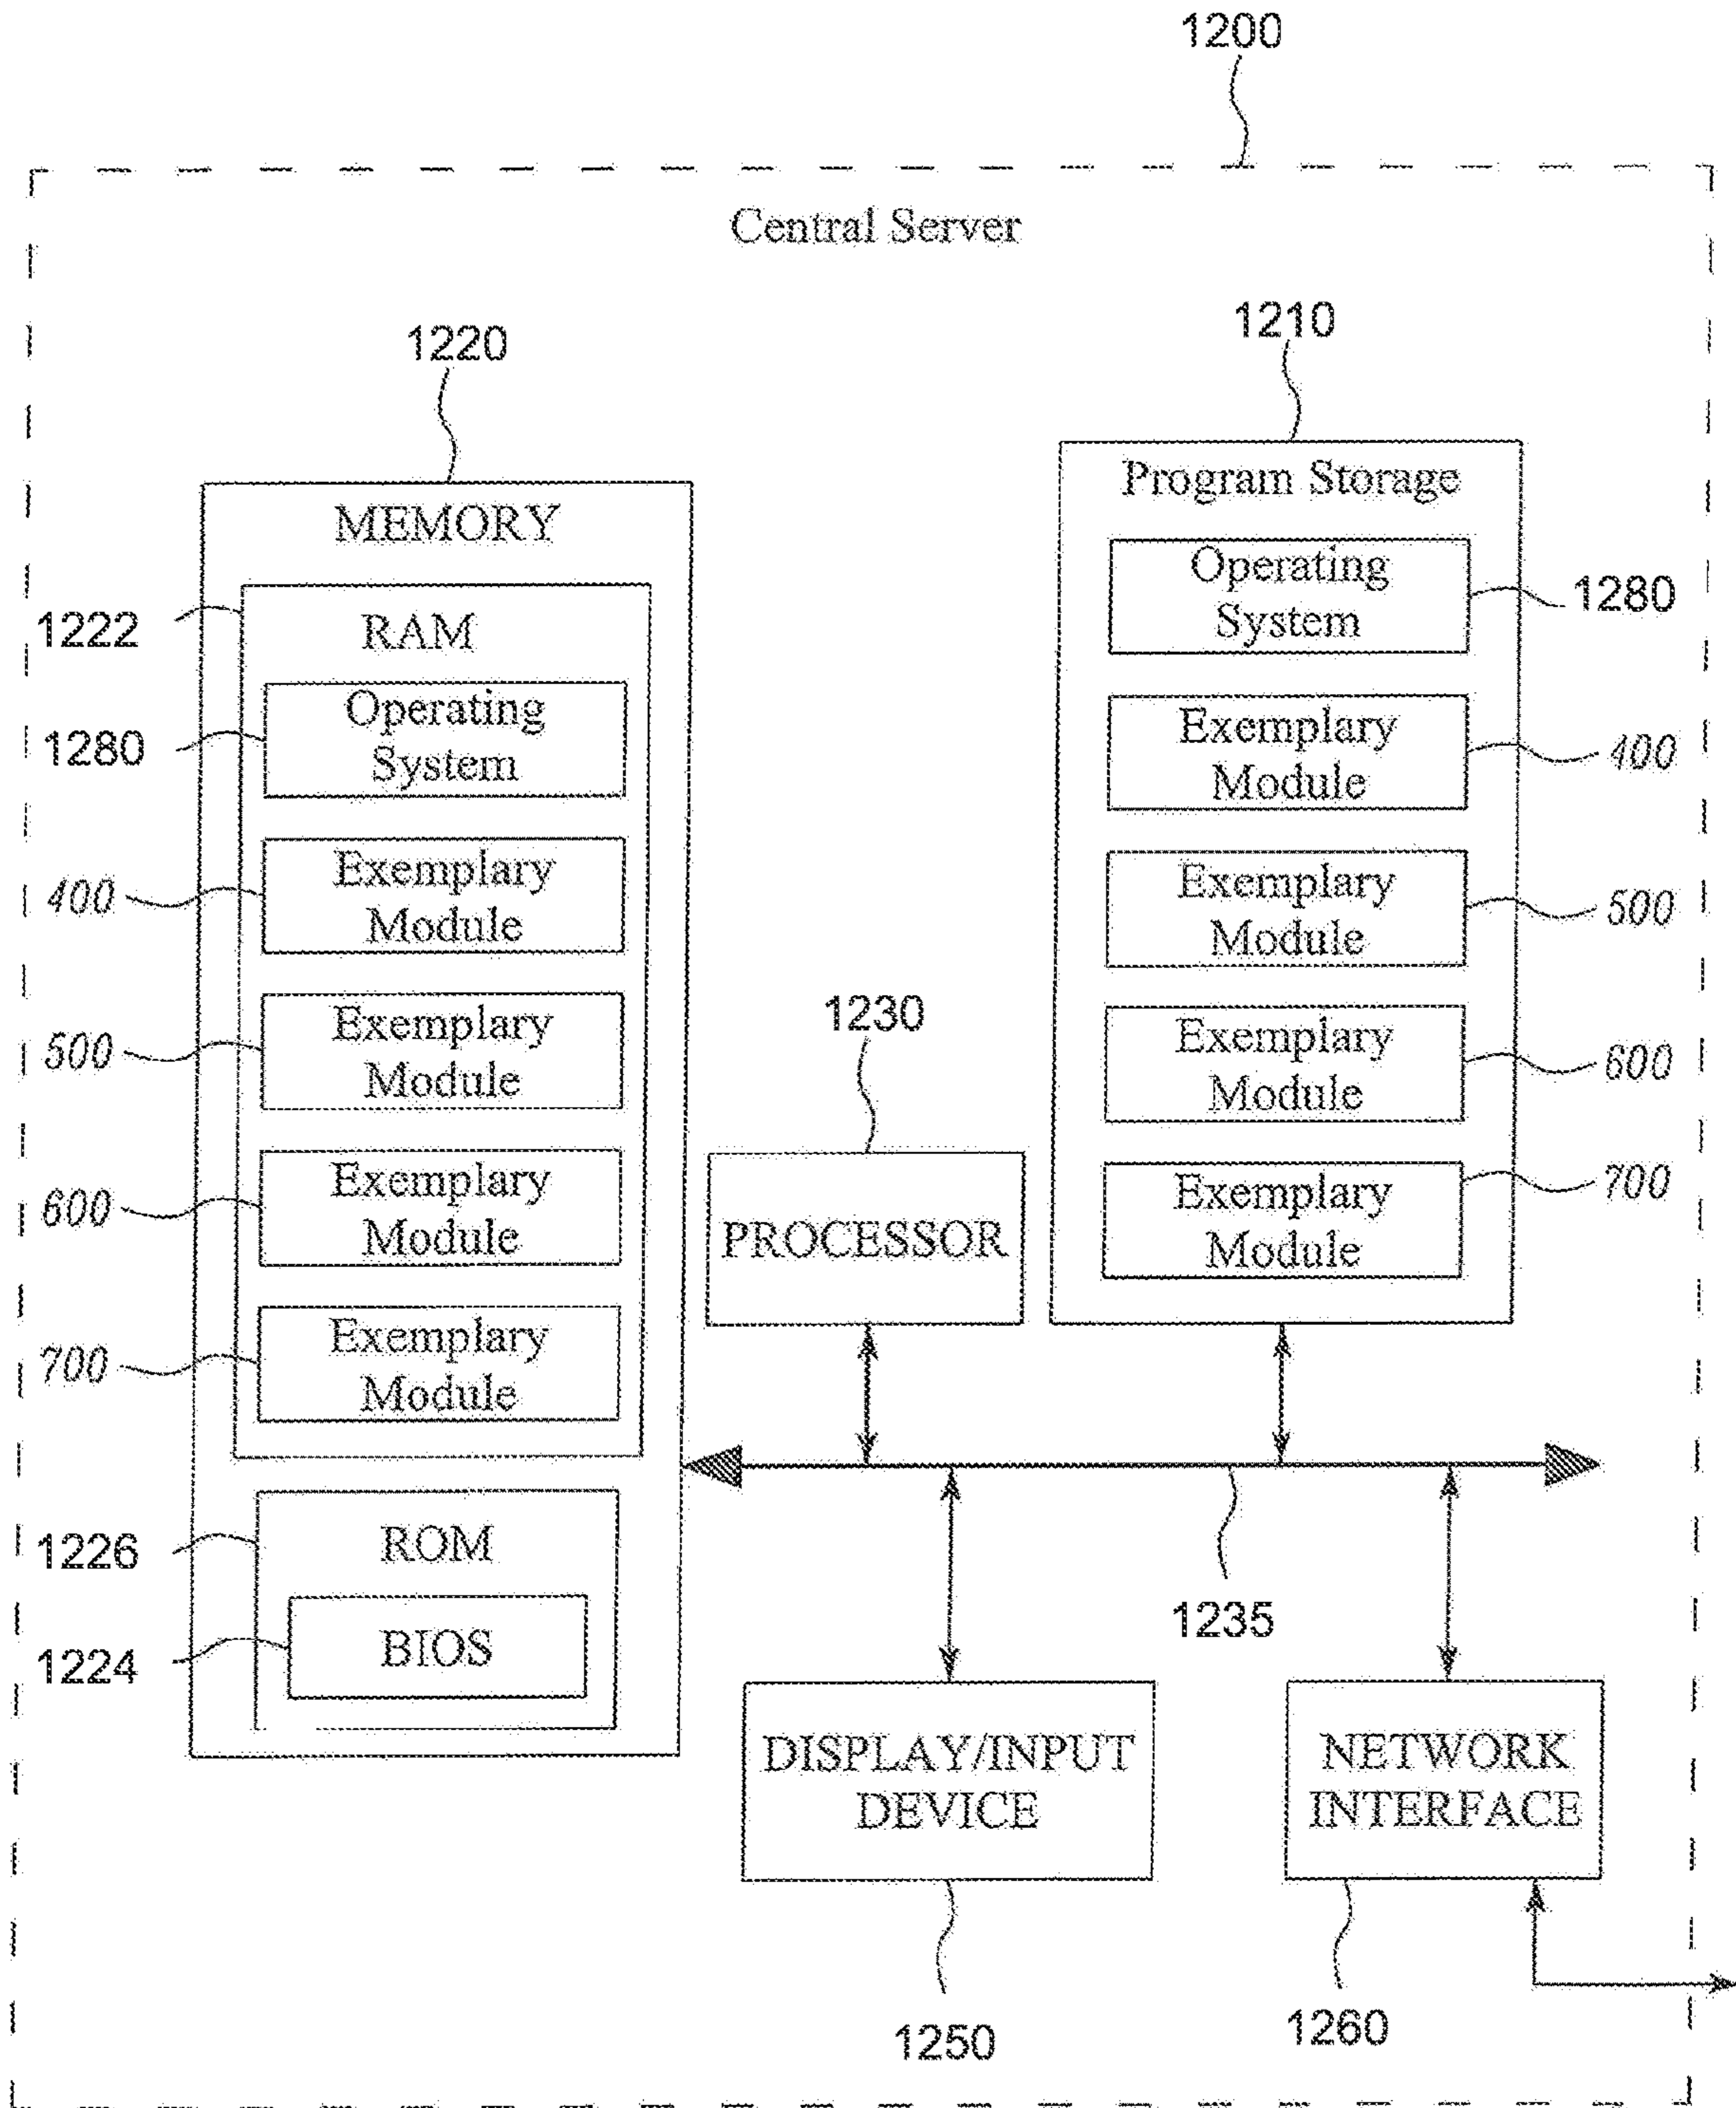 1200
Central Server
1220
MEMORY
1222
RAM
1280
Operating
System
400
Exemplary
Module
500
Exemplary
Module
600
Exemplary
Module
700
Exemplary
Module
1226
ROM
1224
BIOS
1230
PROCESSOR
1210
Program Storage
Operating
System
1280
Exemplary
Module
400
Exemplary
Module
500
Exemplary
Module
600
Exemplary
Module
700
1235
DISPLAY/INPUT
DEVICE
1250
NETWORK
INTERFACE
1260